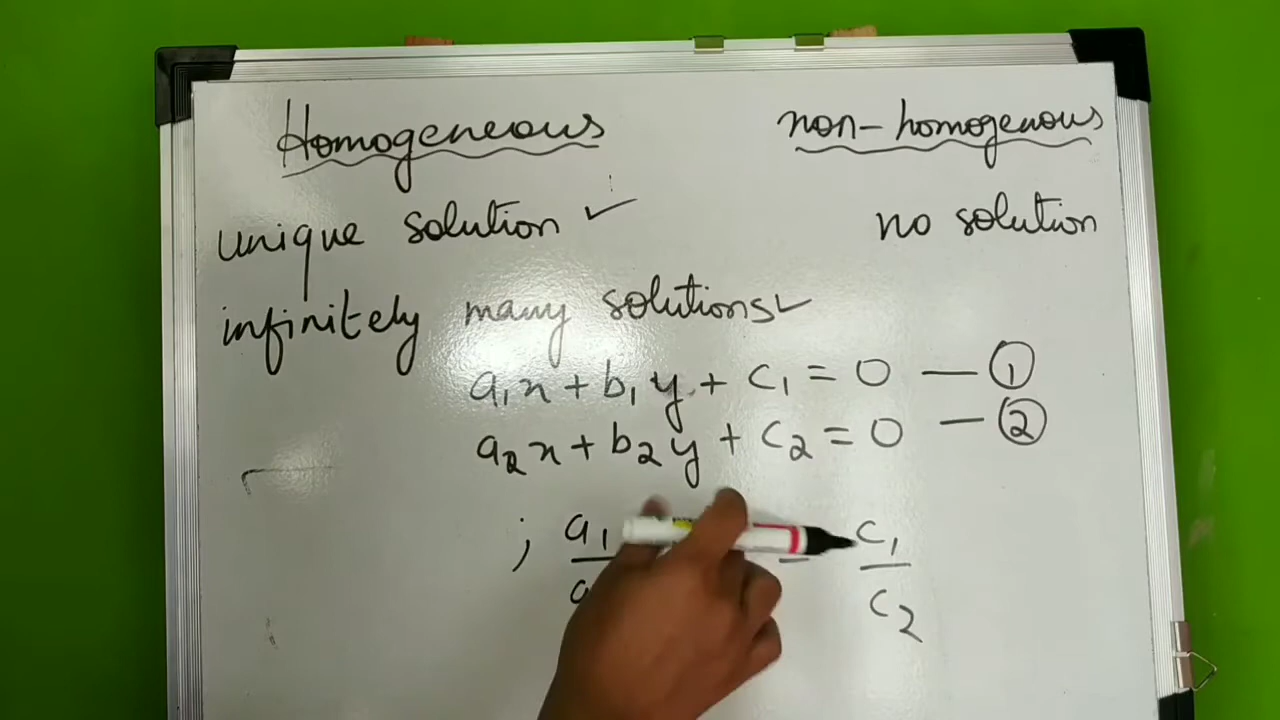 Homogeneous non-homogenous
unique solution ✓ no solution
infinitely many solutions ✓
a₁x + b₁y + c₁ = 0 — ①
a₂x + b₂y + c₂ = 0 — ②
; a₁ = c₁
a c₂